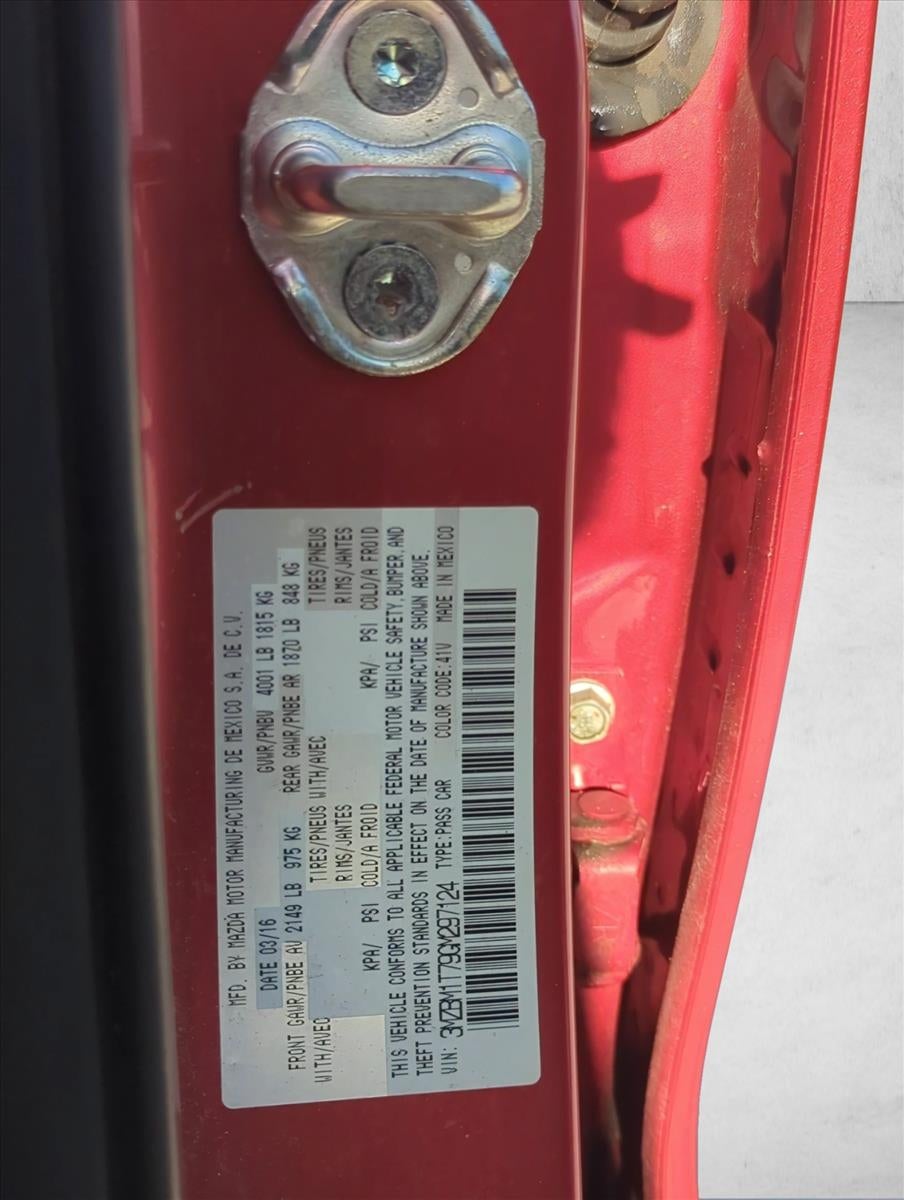 MFD. BY MAZDA MOTOR MANUFACTURING DE MEXICO S.A. DE C.V.
DATE 03/16 GVWR/PNBV 4001 LB 1815 KG
FRONT GAWR/PNBE AV 2149 LB 975 KG REAR GAWR/PNBE AR 1870 LB 848 KG
WITH/AVEC TIRES/PNEUS WITH/AVEC TIRES/PNEUS
RIMS/JANTES RIMS/JANTES
KPA/ PSI COLD/A FROID KPA/ PSI COLD/A FROID
THIS VEHICLE CONFORMS TO ALL APPLICABLE FEDERAL MOTOR VEHICLE SAFETY,BUMPER,AND
THEFT PREVENTION STANDARDS IN EFFECT ON THE DATE OF MANUFACTURE SHOWN ABOVE.
VIN: 3MZBM1T79GM297124 TYPE:PASS CAR COLOR CODE:41V MADE IN MEXICO